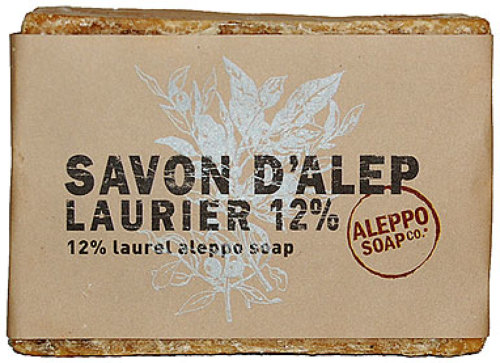 SAVON D'ALEP
LAURIER 12%
12% laurel aleppo soap
ALEPPO
SOAP CO.®